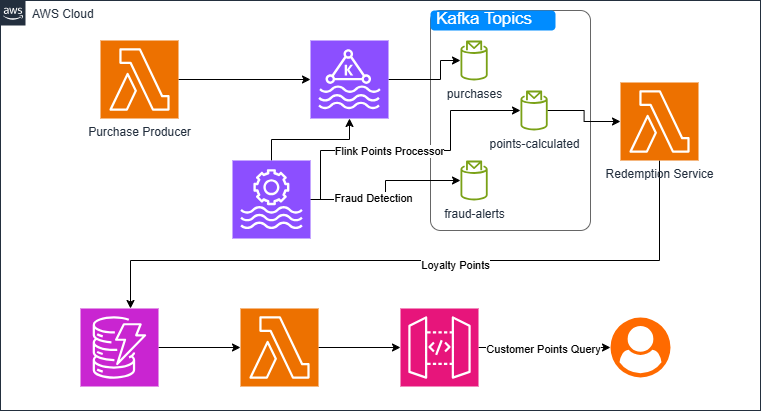 aws
AWS Cloud
Kafka Topics
K
purchases
Purchase Producer
points-calculated
Flink Points Processor
Redemption Service
Fraud Detection
fraud-alerts
Loyalty Points
</>
Customer Points Query